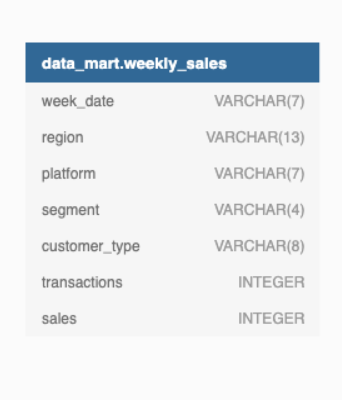 data_mart.weekly_sales
week_date VARCHAR(7)
region VARCHAR(13)
platform VARCHAR(7)
segment VARCHAR(4)
customer_type VARCHAR(8)
transactions INTEGER
sales INTEGER